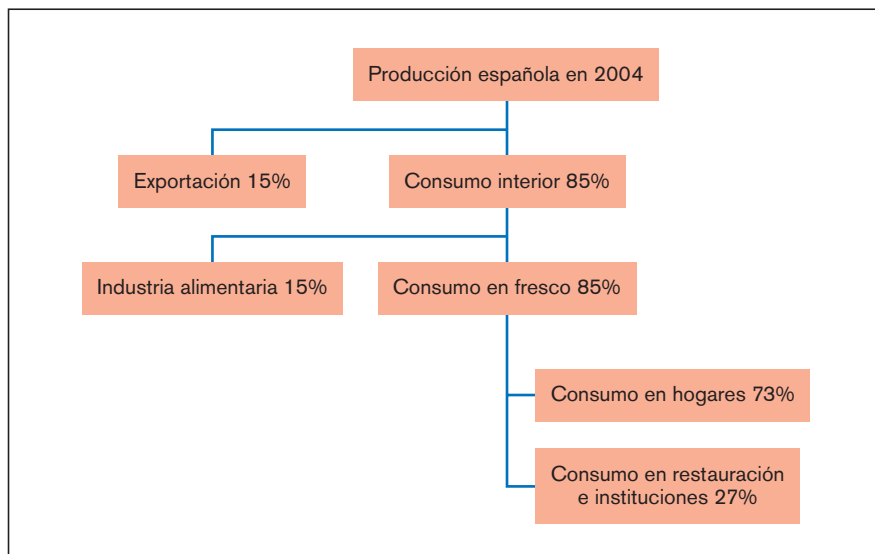 Producción española en 2004
Exportación 15%
Consumo interior 85%
Industria alimentaria 15%
Consumo en fresco 85%
Consumo en hogares 73%
Consumo en restauración
e instituciones 27%